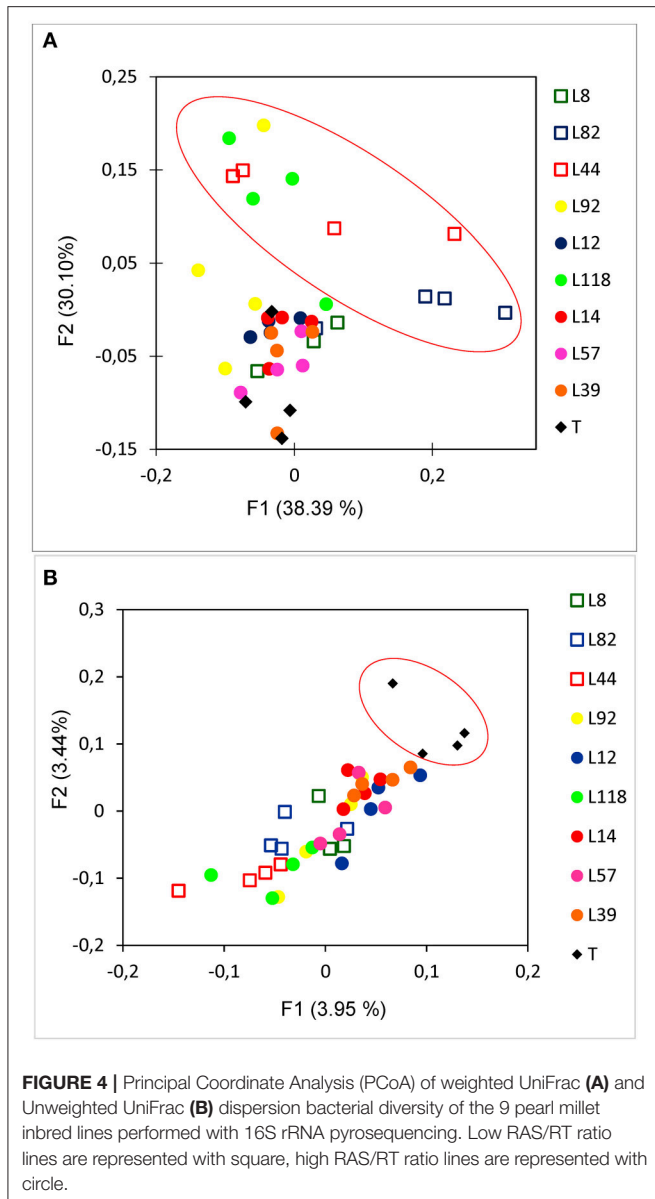 A
0,25
0,15
0,05
-0,05
-0,15
-0,2
0
0,2
F2 (30.10%)
F1 (38.39 %)
L8
L82
L44
L92
L12
L118
L14
L57
L39
T
B
0,3
0,2
0,1
0
-0,1
-0,2
-0,2
-0,1
0
0,1
0,2
F2 (3.44%)
F1 (3.95 %)
L8
L82
L44
L92
L12
L118
L14
L57
L39
T
FIGURE 4 | Principal Coordinate Analysis (PCoA) of weighted UniFrac (A) and
Unweighted UniFrac (B) dispersion bacterial diversity of the 9 pearl millet
inbred lines performed with 16S rRNA pyrosequencing. Low RAS/RT ratio
lines are represented with square, high RAS/RT ratio lines are represented with
circle.